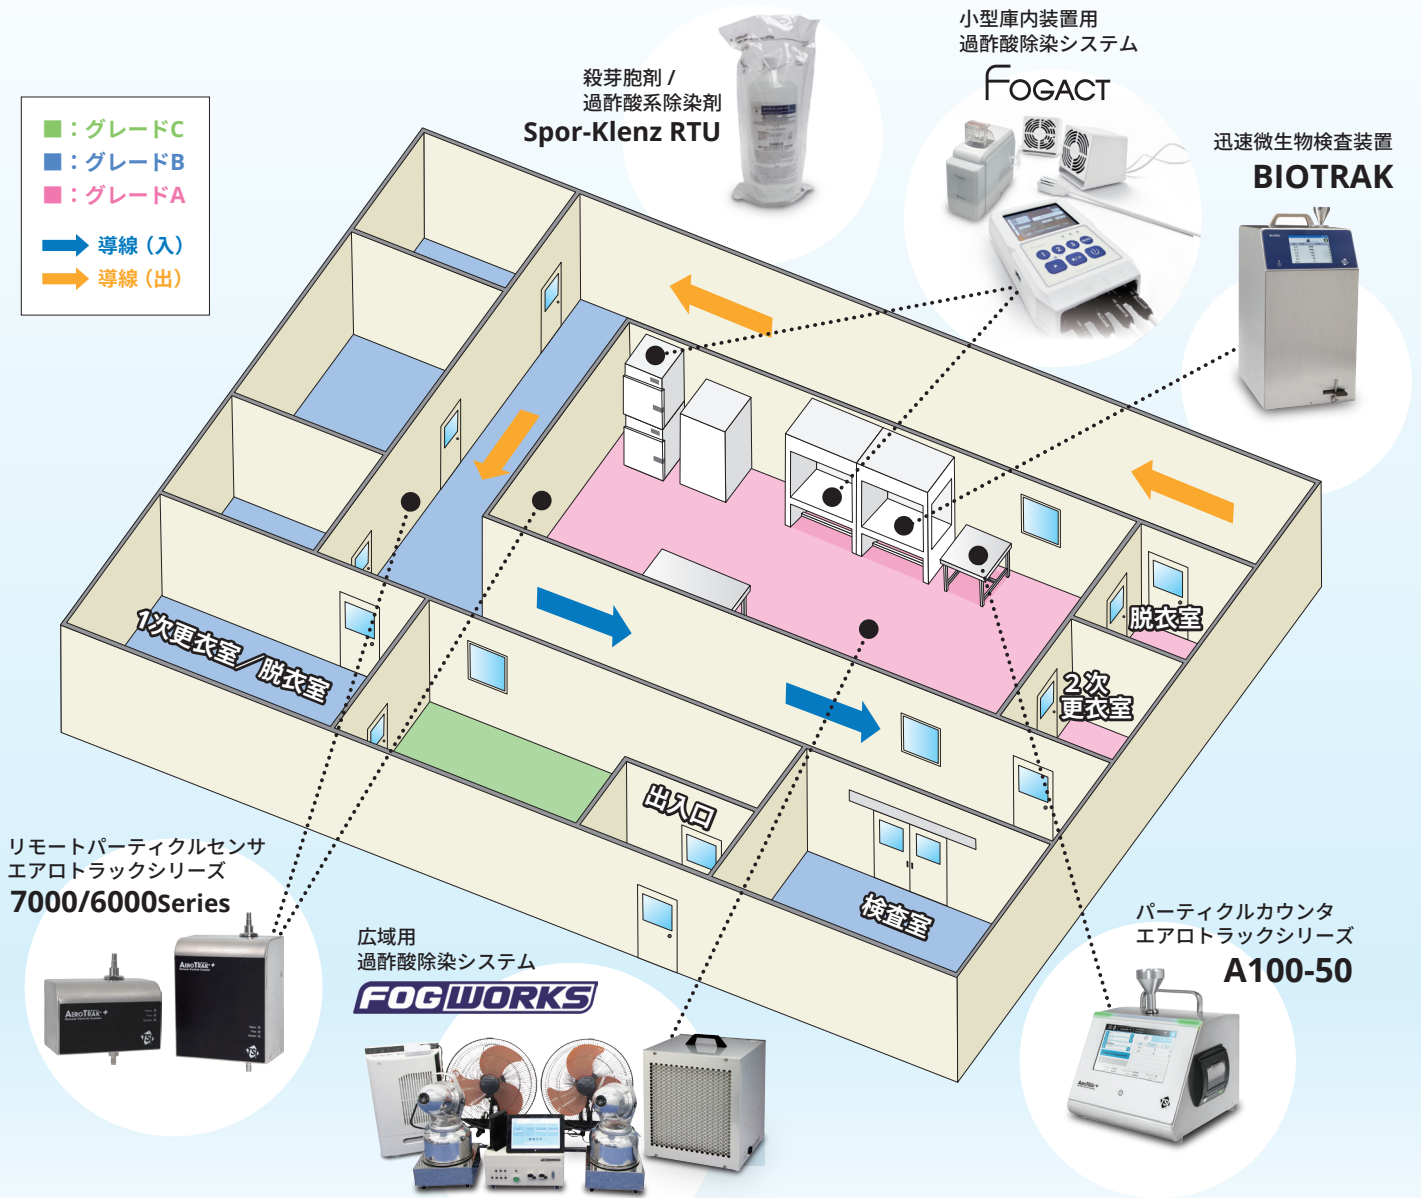 小型庫内装置用
過酢酸除染システム
FOGACT
殺芽胞剤 /
過酢酸系除染剤
Spor-Klenz RTU
迅速微生物検査装置
BIOTRAK
■：グレードC
■：グレードB
■：グレードA
導線（入）
導線（出）
脱衣室
1次更衣室／脱衣室
2次
更衣室
出入口
検査室
リモートパーティクルセンサ
エアロトラックシリーズ
7000/6000Series
AEROTRAK+
AEROTRAK+
広域用
過酢酸除染システム
FOGWORKS
パーティクルカウンタ
エアロトラックシリーズ
A100-50
AEROTRAK+